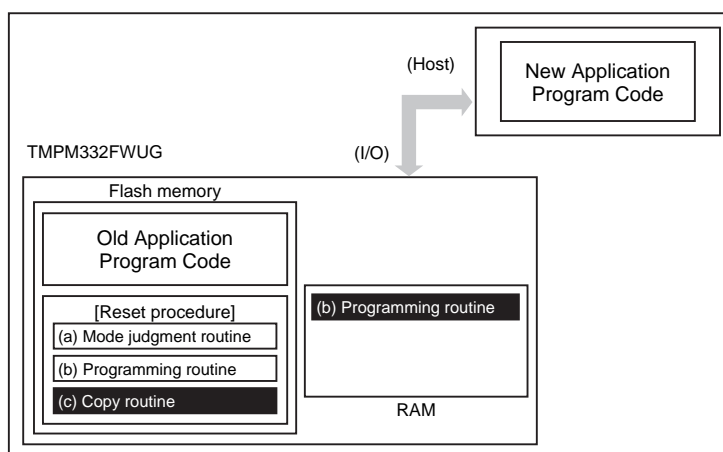 (Host)
New Application
Program Code
TMPM332FWUG
(I/O)
Flash memory
Old Application
Program Code
[Reset procedure]
(a) Mode judgment routine
(b) Programming routine
(c) Copy routine
(b) Programming routine
RAM